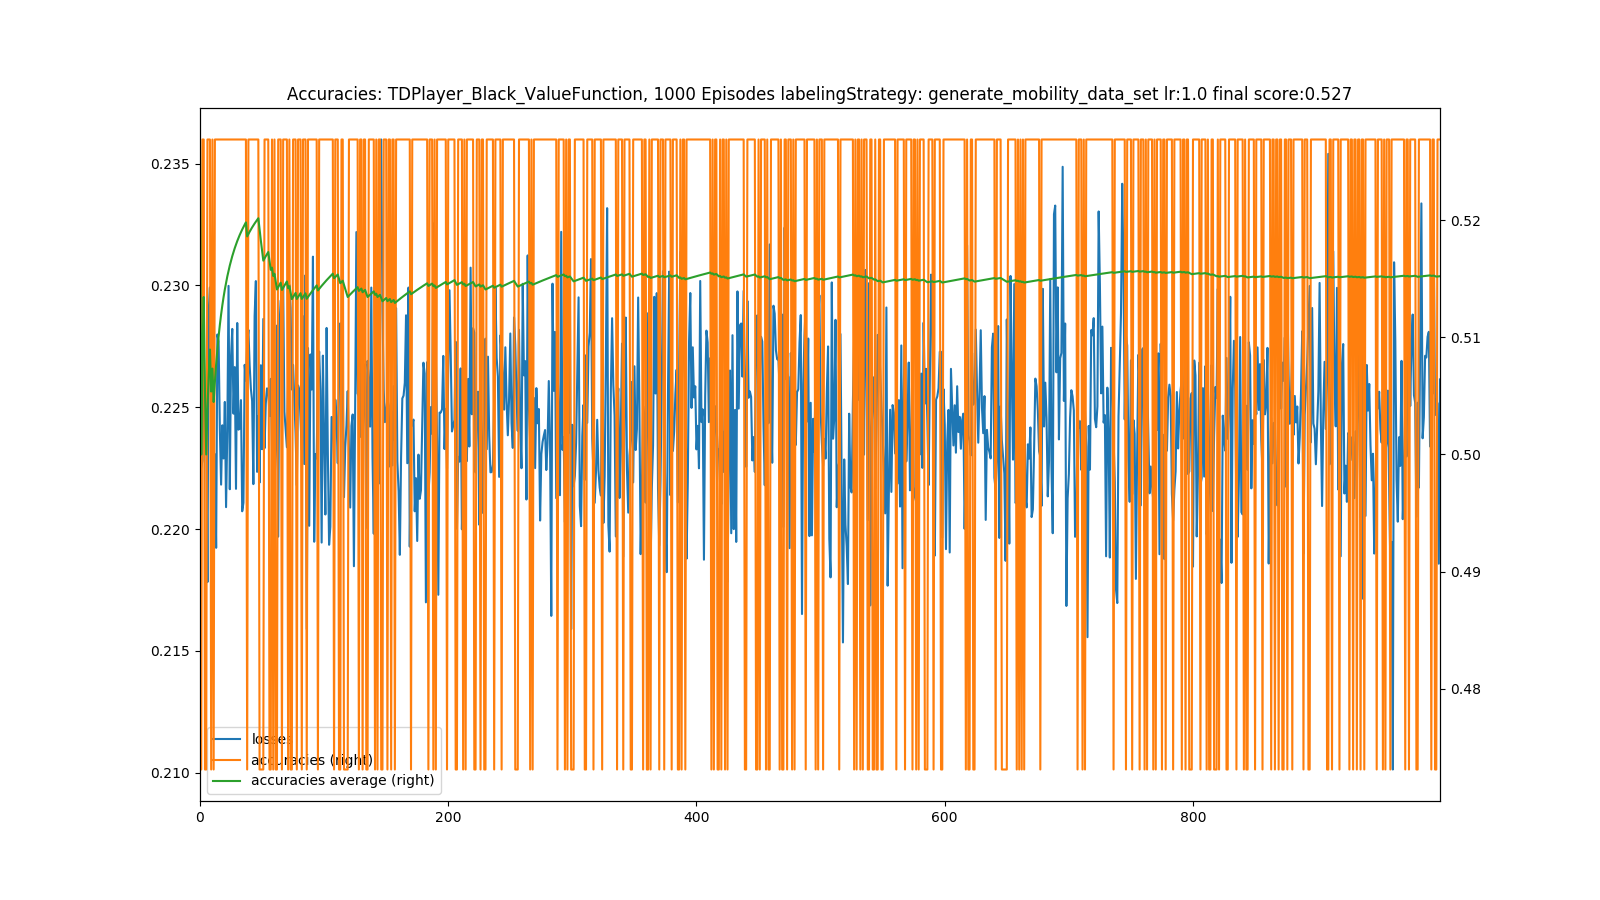 Accuracies: TDPlayer_Black_ValueFunction, 1000 Episodes labelingStrategy: generate_mobility_data_set lr:1.0 final score:0.527
0.235
0.230
0.225
0.220
0.215
0.210
0.52
0.51
0.50
0.49
0.48
losses
accuracies (right)
accuracies average (right)
0 200 400 600 800